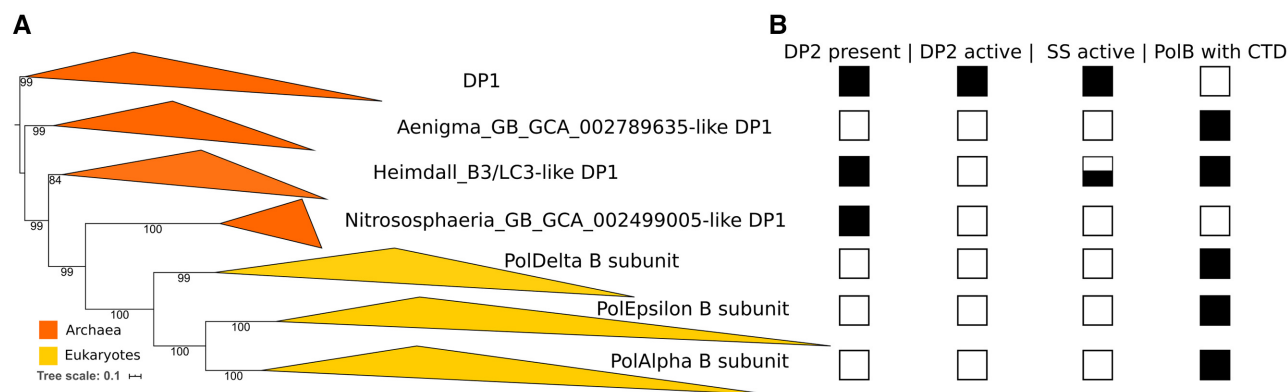 A
B
DP2 present | DP2 active | SS active | PolB with CTD
99
DP1
99
Aenigma_GB_GCA_002789635-like DP1
84
Heimdall_B3/LC3-like DP1
99
100
Nitrososphaeria_GB_GCA_002499005-like DP1
99
99
PolDelta B subunit
100
100
PolEpsilon B subunit
100
100
PolAlpha B subunit
Archaea
Eukaryotes
Tree scale: 0.1